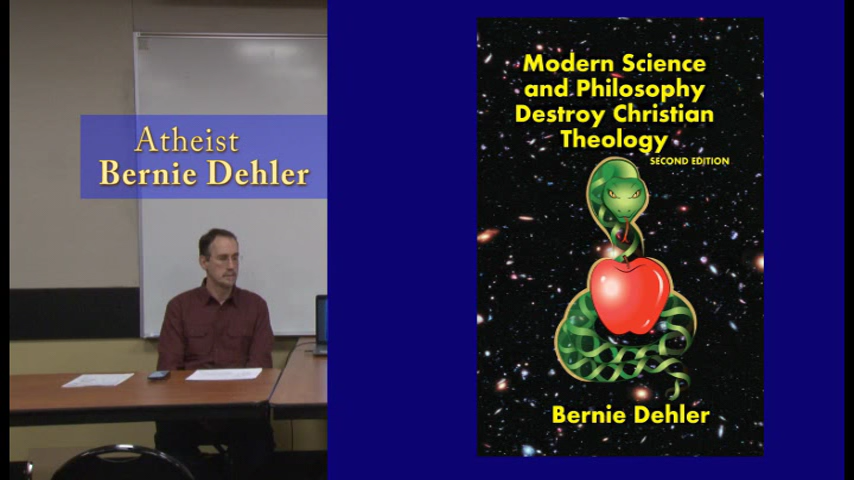 Atheist
Bernie Dehler
Modern Science
and Philosophy
Destroy Christian
Theology
SECOND EDITION
Bernie Dehler